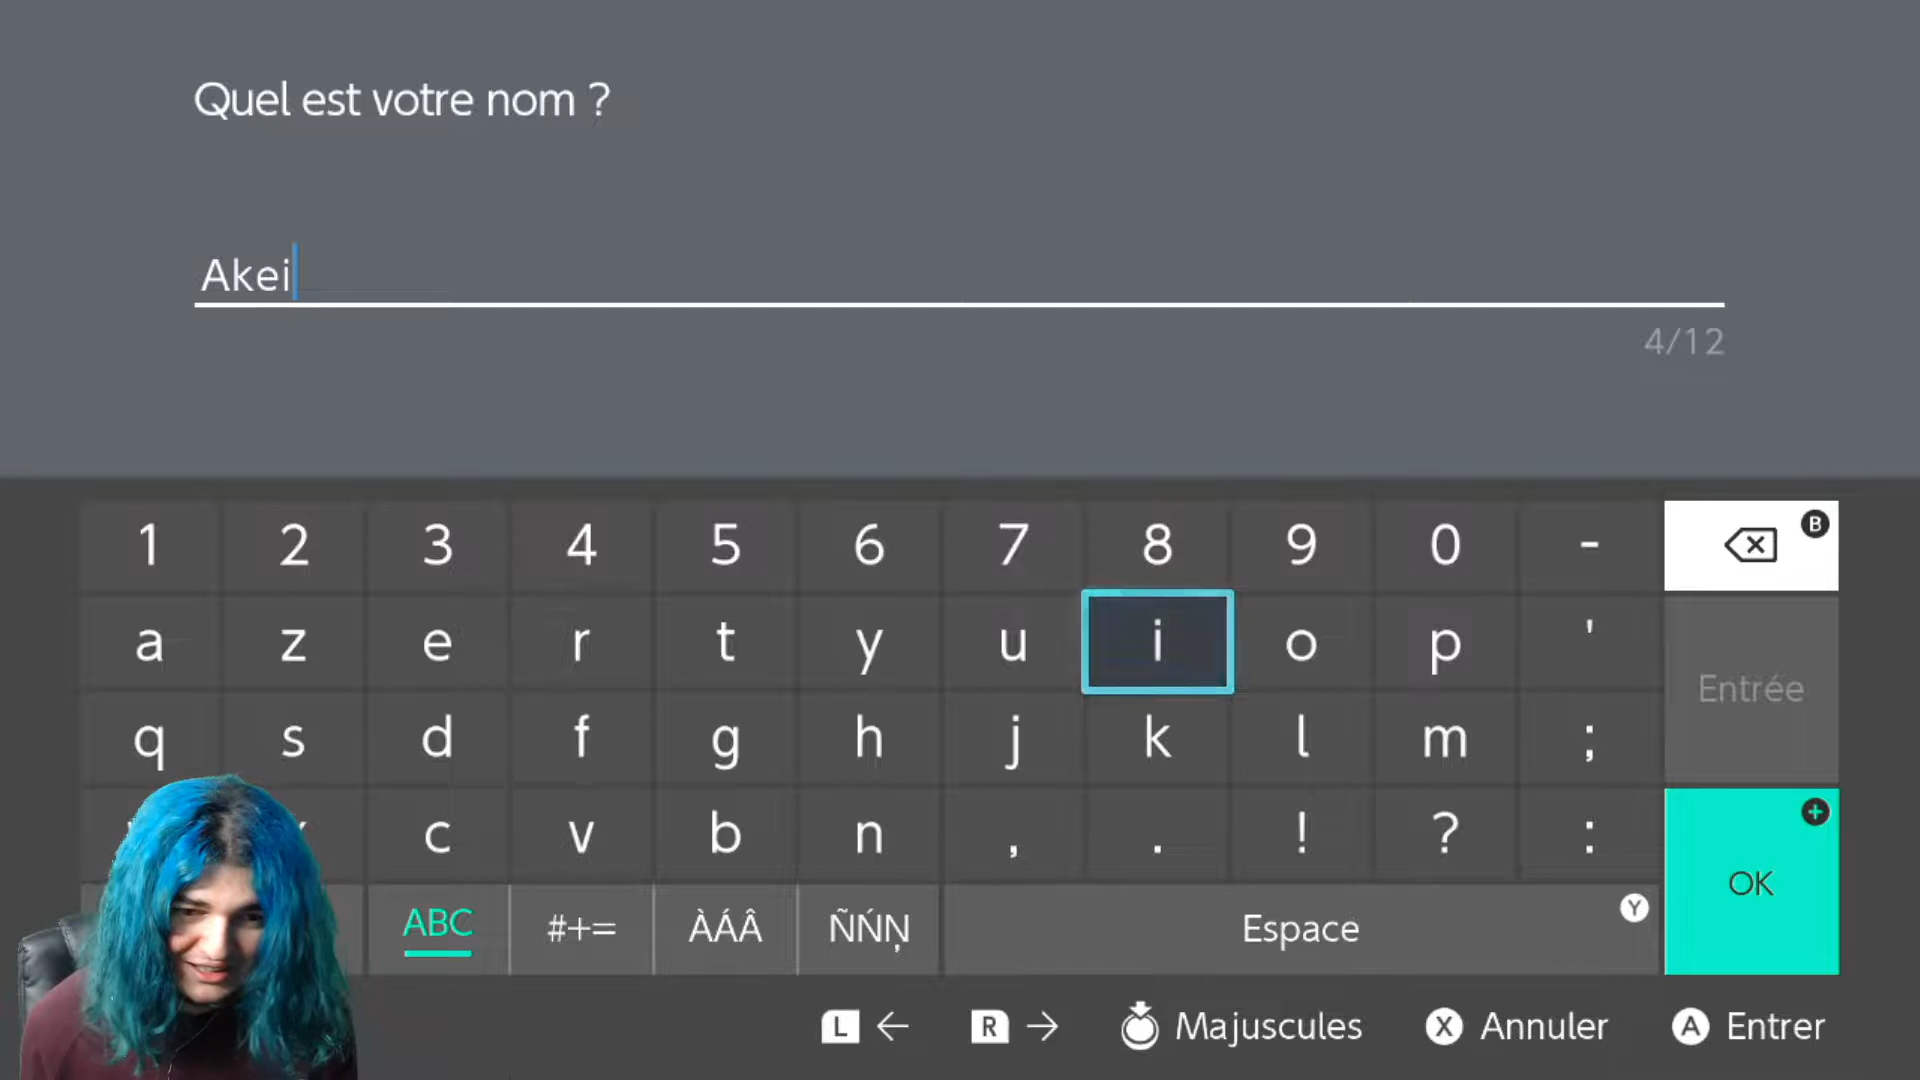 Quel est votre nom ?
Akei
4/12
1 2 3 4 5 6 7 8 9 0 - B
a z e r t y u i o p '
Entrée
q s d f g h j k l m ;
c v b n , . ! ? : +
OK
ABC #+= ÀÁÂ ÑŃŅ Espace Y
L ← R → Majuscules X Annuler A Entrer